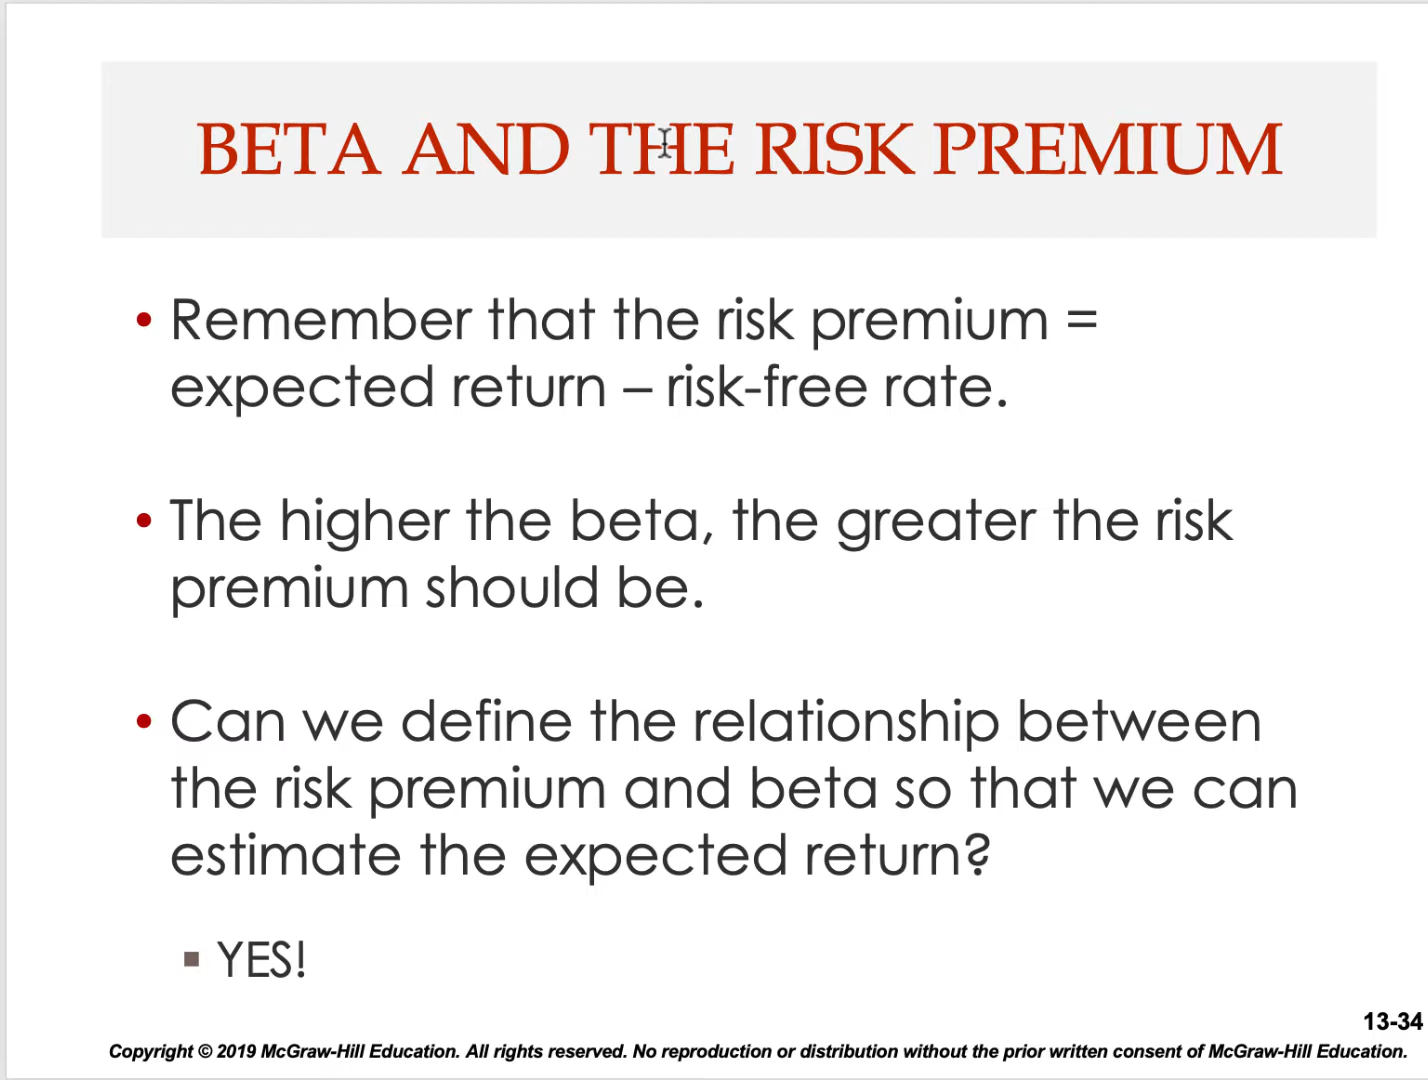 BETA AND THE RISK PREMIUM
• Remember that the risk premium =
expected return – risk-free rate.
• The higher the beta, the greater the risk
premium should be.
• Can we define the relationship between
the risk premium and beta so that we can
estimate the expected return?
▪ YES!
13-34
Copyright © 2019 McGraw-Hill Education. All rights reserved. No reproduction or distribution without the prior written consent of McGraw-Hill Education.